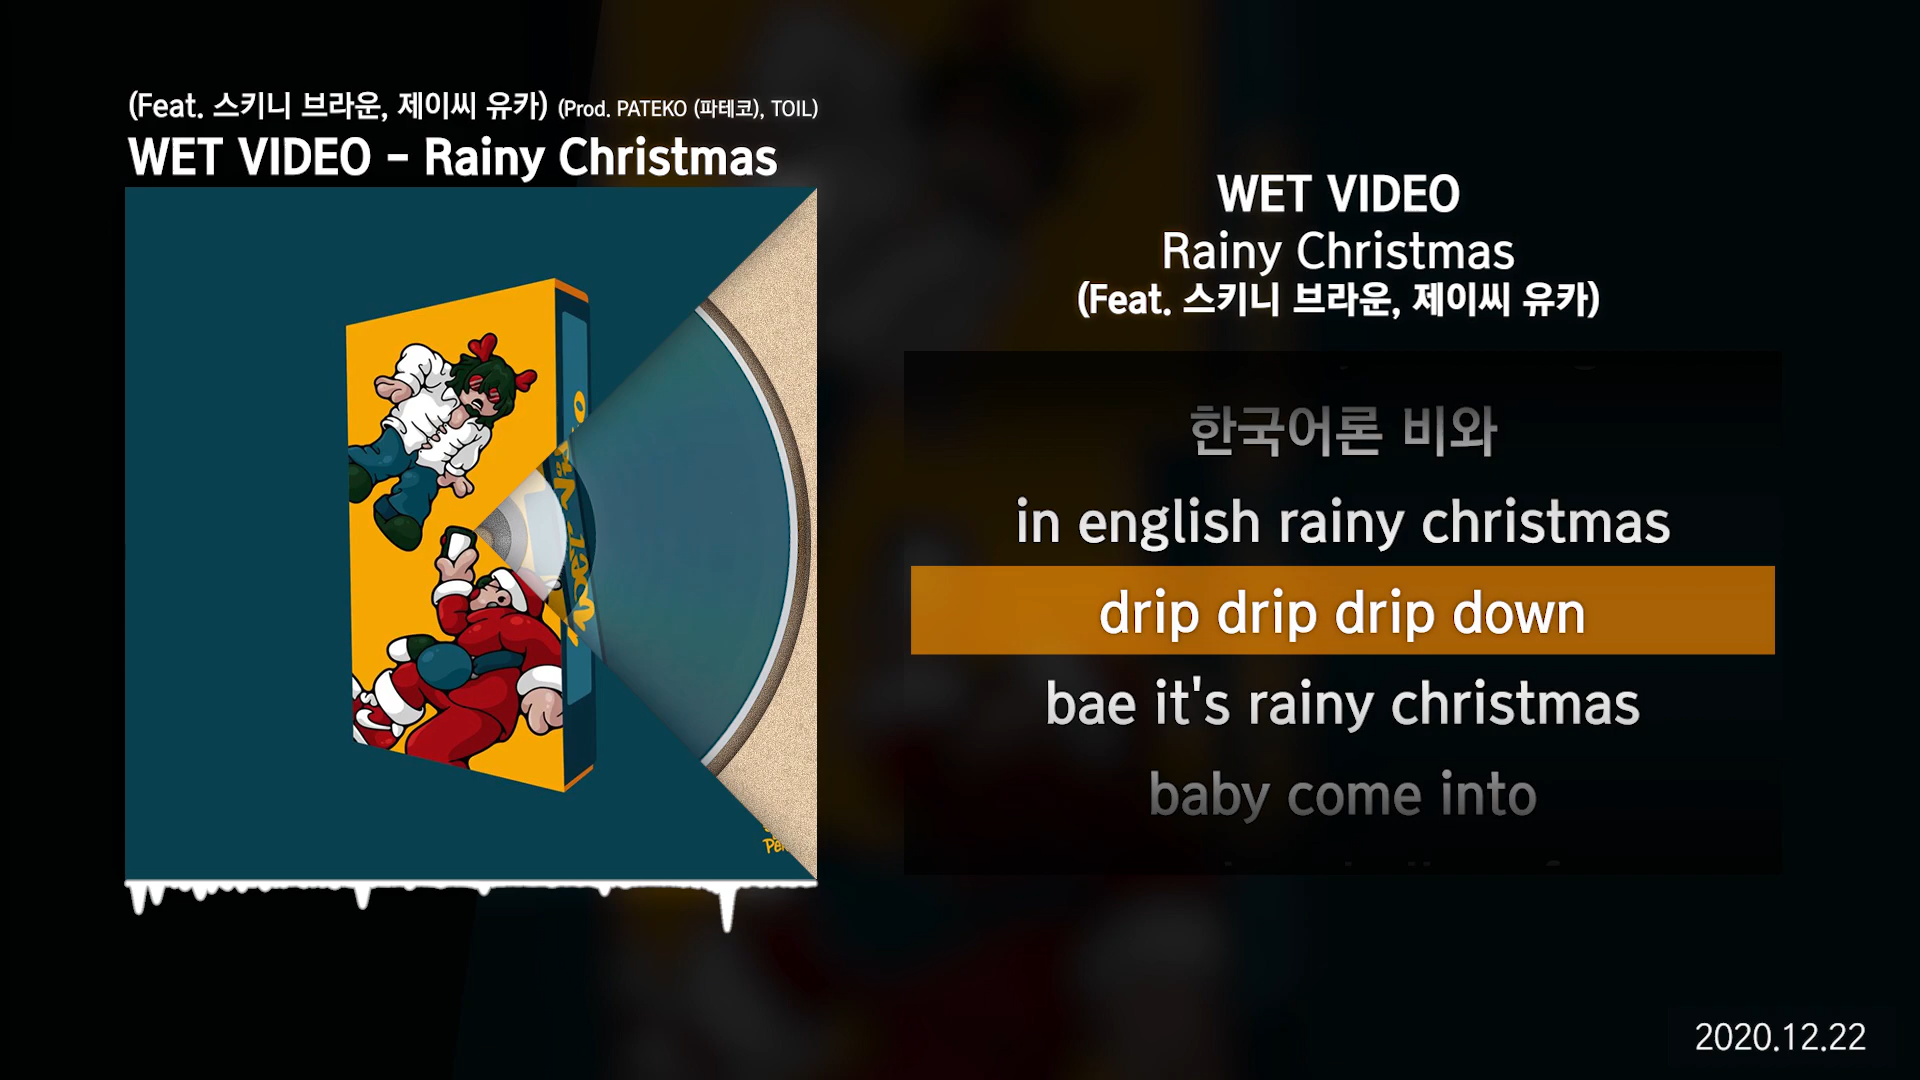 (Feat. 스키니 브라운, 제이씨 유카) (Prod. PATEKO (파테코), TOIL)
WET VIDEO - Rainy Christmas
WET VIDEO
Rainy Christmas
(Feat. 스키니 브라운, 제이씨 유카)
한국어론 비와
in english rainy christmas
drip drip drip down
bae it's rainy christmas
baby come into
2020.12.22